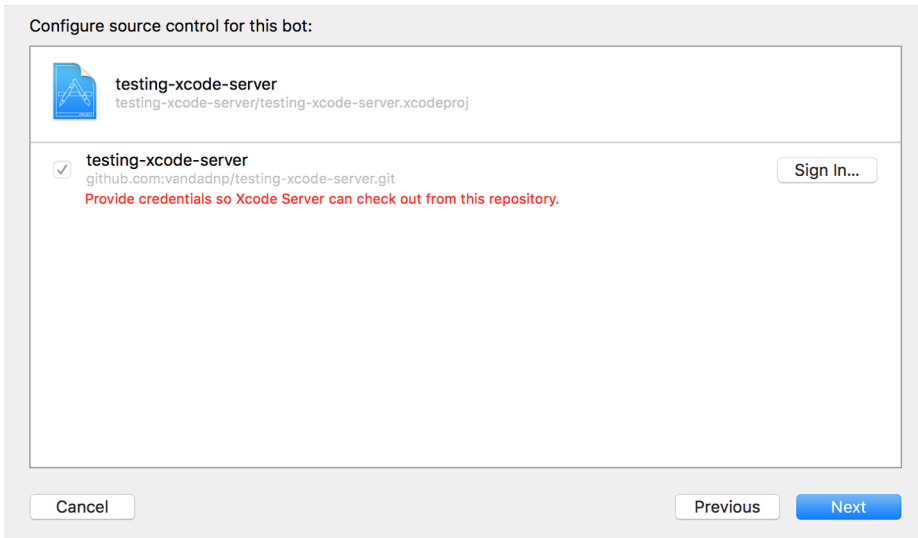 Configure source control for this bot:
testing-xcode-server
testing-xcode-server/testing-xcode-server.xcodeproj
testing-xcode-server
github.com:vandadnp/testing-xcode-server.git
Sign In...
Provide credentials so Xcode Server can check out from this repository.
Cancel
Previous
Next